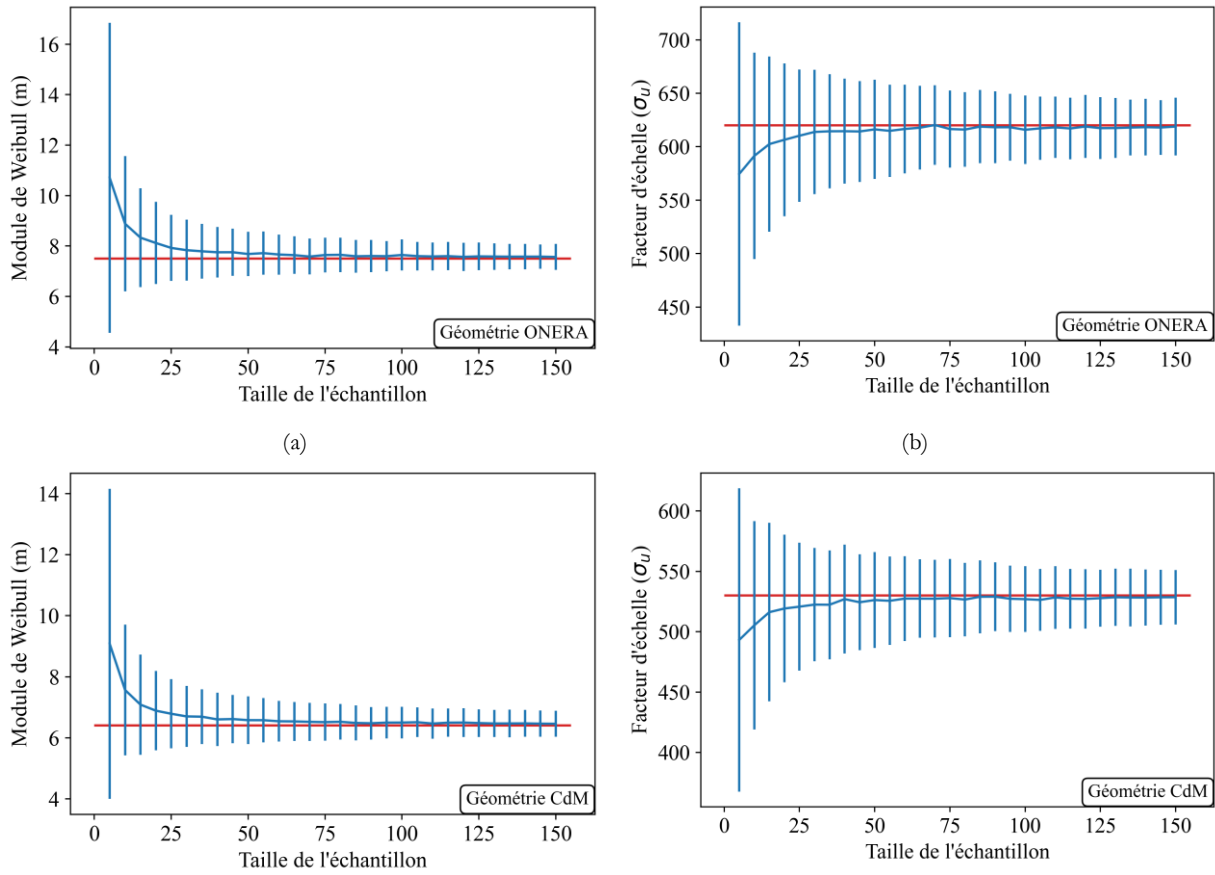 16
14
12
10
8
6
4
Module de Weibull (m)
Géométrie ONERA
0 25 50 75 100 125 150
Taille de l'échantillon
(a)
700
650
600
550
500
450
Facteur d'échelle (σᵤ)
Géométrie ONERA
0 25 50 75 100 125 150
Taille de l'échantillon
(b)
14
12
10
8
6
4
Module de Weibull (m)
Géométrie CdM
0 25 50 75 100 125 150
Taille de l'échantillon
600
550
500
450
400
Facteur d'échelle (σᵤ)
Géométrie CdM
0 25 50 75 100 125 150
Taille de l'échantillon